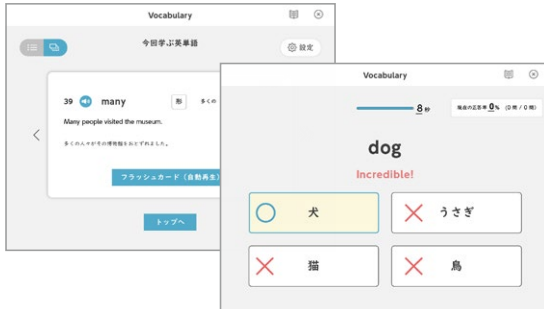 Vocabulary
今回学ぶ英単語
設定
39 many 形 多くの
Many people visited the museum.
多くの人々がその博物館をおとずれました。
フラッシュカード(自動再生)
トップへ
Vocabulary
8秒
現在の正答率 0% (0問 / 0問)
dog
Incredible!
犬
うさぎ
猫
鳥